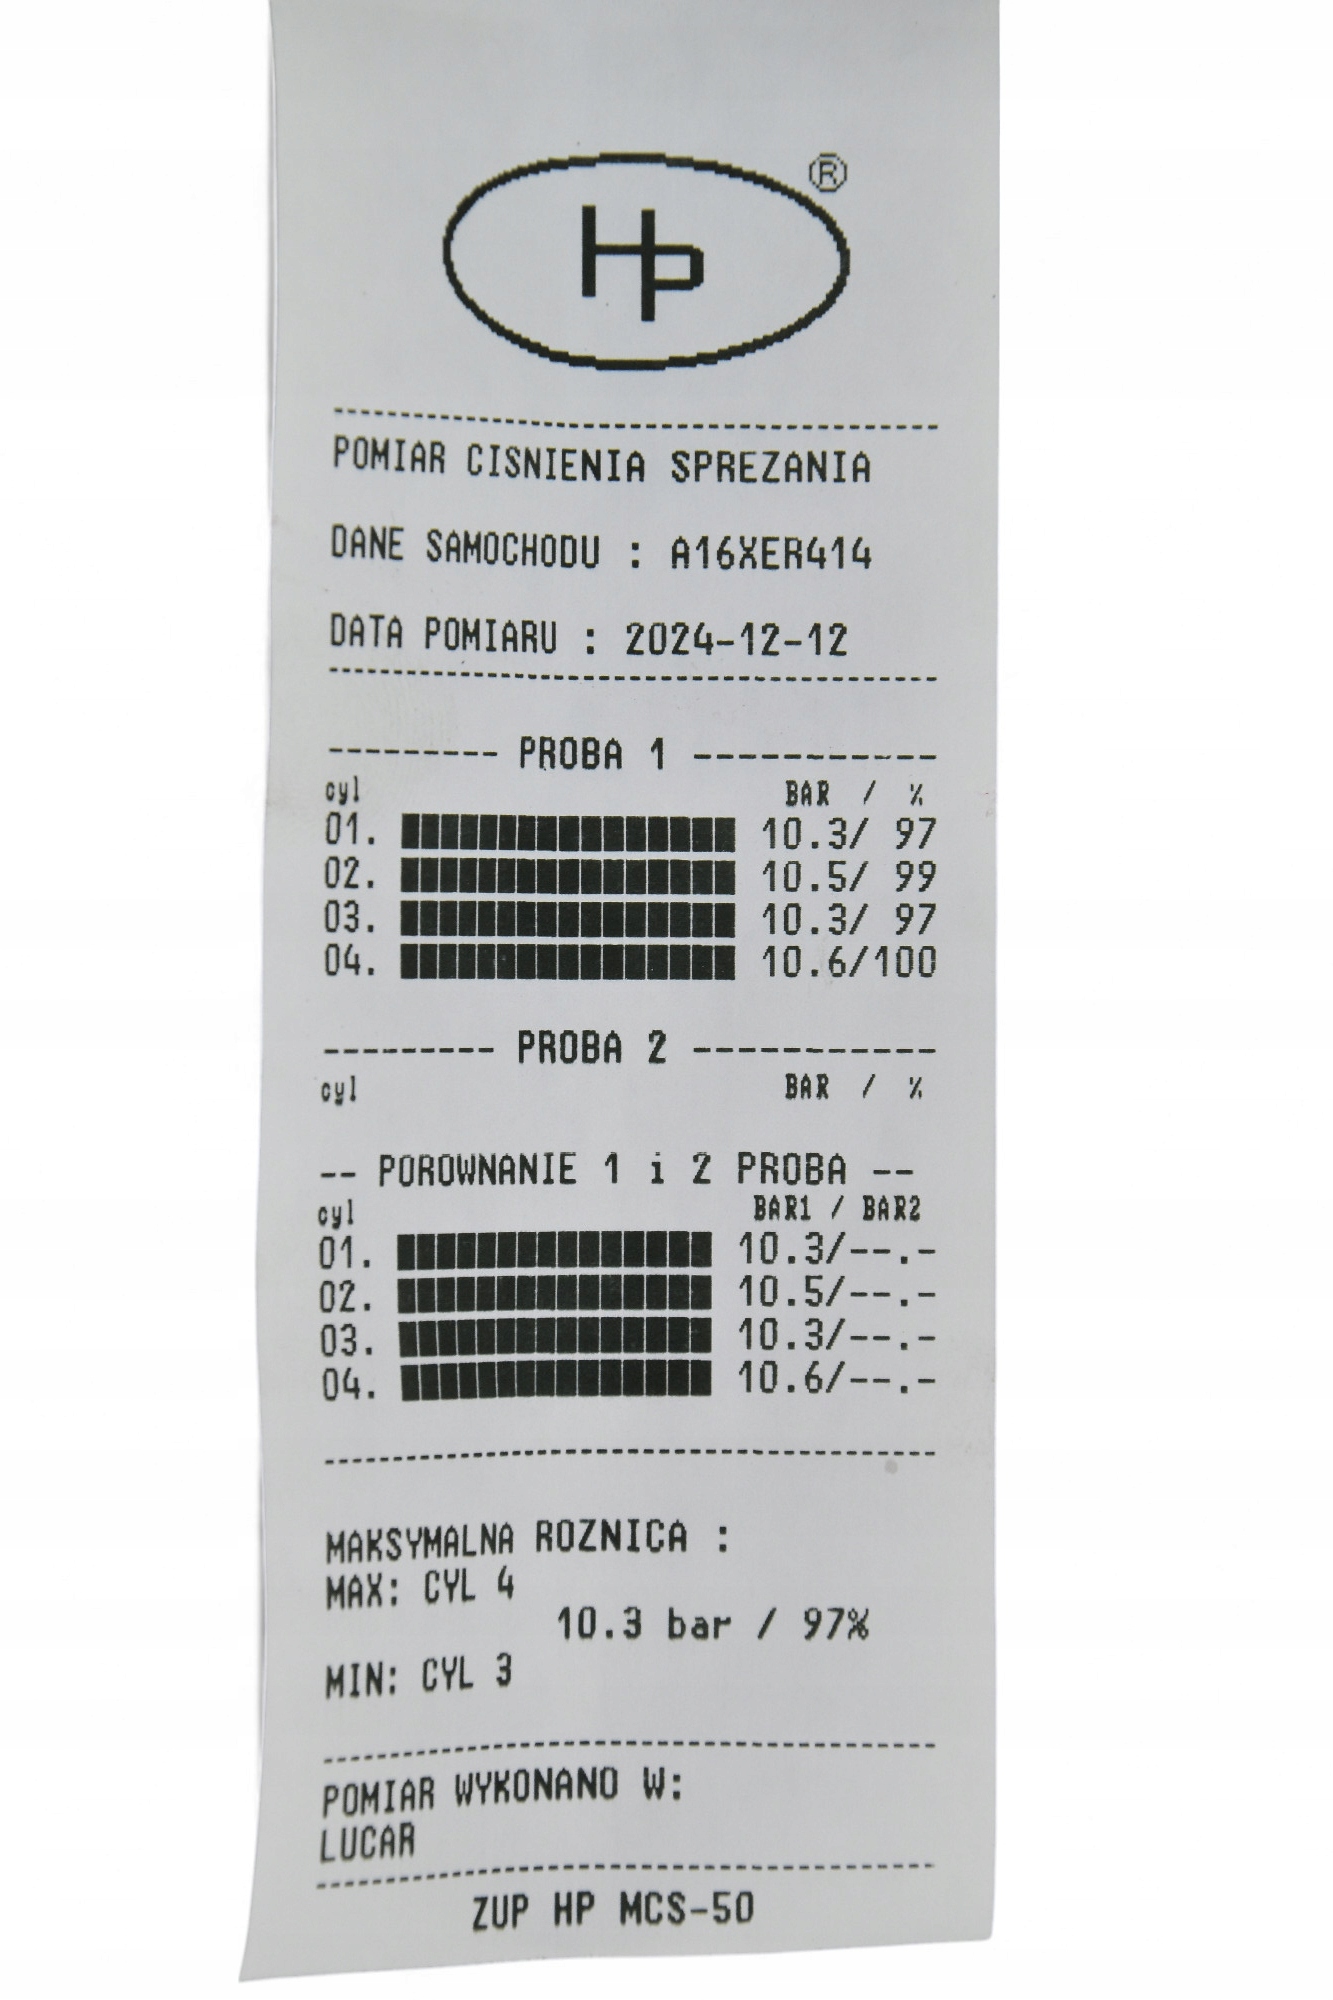 HP ®
POMIAR CISNIENIA SPREZANIA
DANE SAMOCHODU : A16XER414
DATA POMIARU : 2024-12-12
--------- PROBA 1 -----------
cyl BAR / %
01. 10.3/ 97
02. 10.5/ 99
03. 10.3/ 97
04. 10.6/100
--------- PROBA 2 -----------
cyl BAR / %
-- POROWNANIE 1 i 2 PROBA --
cyl BAR1 / BAR2
01. 10.3/--.-
02. 10.5/--.-
03. 10.3/--.-
04. 10.6/--.-
MAKSYMALNA ROZNICA :
MAX: CYL 4
10.3 bar / 97%
MIN: CYL 3
POMIAR WYKONANO W:
LUCAR
ZUP HP MCS-50